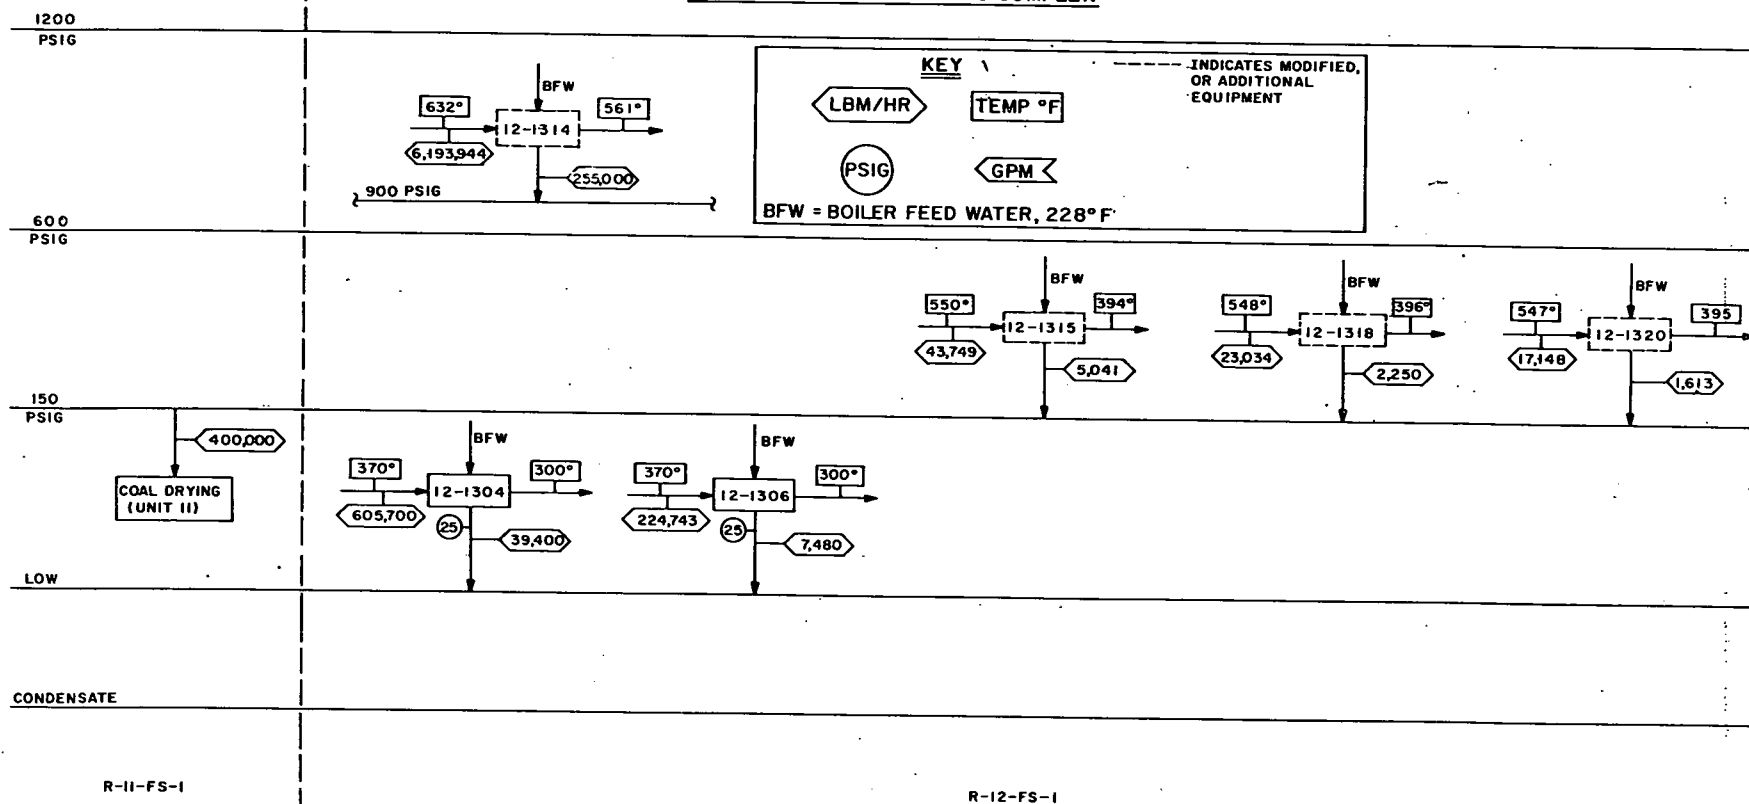 1200
PSIG
KEY
INDICATES MODIFIED,
OR ADDITIONAL
EQUIPMENT
LBM/HR
TEMP °F
PSIG
GPM
BFW = BOILER FEED WATER, 228°F
BFW
632°
561°
12-1314
6,193,944
255,000
900 PSIG
600
PSIG
BFW
550°
394°
12-1315
43,749
5,041
BFW
548°
396°
12-1318
23,034
2,250
BFW
547°
395
12-1320
17,148
1,613
150
PSIG
400,000
COAL DRYING
(UNIT 11)
BFW
370°
300°
12-1304
605,700
25
39,400
BFW
370°
300°
12-1306
224,743
25
7,480
LOW
CONDENSATE
R-11-FS-1
R-12-FS-1